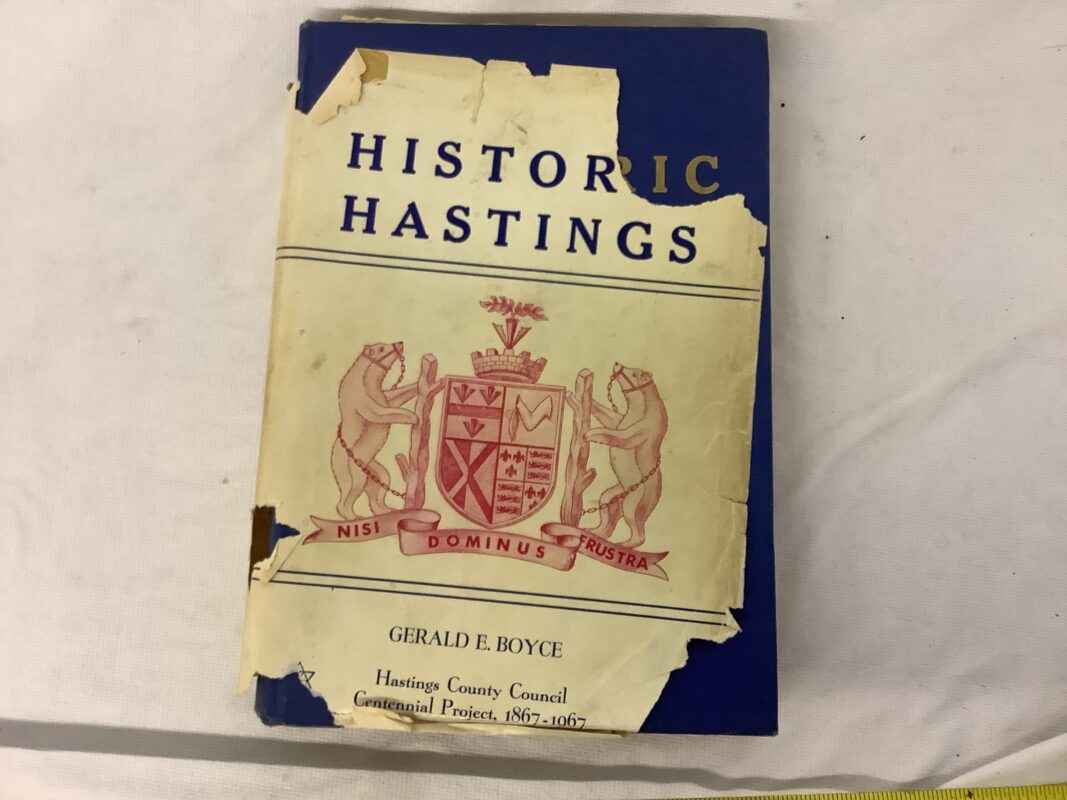 HISTORIC
HASTINGS
NISI DOMINUS FRUSTRA
GERALD E. BOYCE
Hastings County Council
Centennial Project, 1867-1967